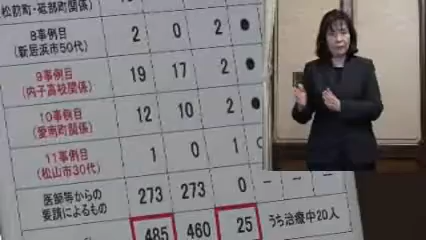 松前町・砥部町関係)
8事例目 2 0 2 ●
(新居浜市50代)
9事例目 19 17 2 ●
(内子高校関係)
10事例目 12 10 2 ●
(愛南町関係)
11事例目 1 0 1
(松山市30代)
医師等からの 273 273 0 － －
要請によるもの
485 460 25 うち治療中20人